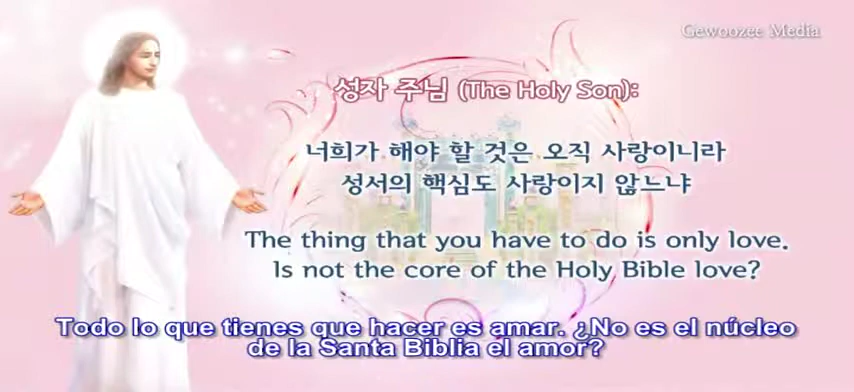 Gewoozee Media
성자 주님 (The Holy Son):
너희가 해야 할 것은 오직 사랑이니라
성서의 핵심도 사랑이지 않느냐
The thing that you have to do is only love.
Is not the core of the Holy Bible love?
Todo lo que tienes que hacer es amar. ¿No es el núcleo
de la Santa Biblia el amor?